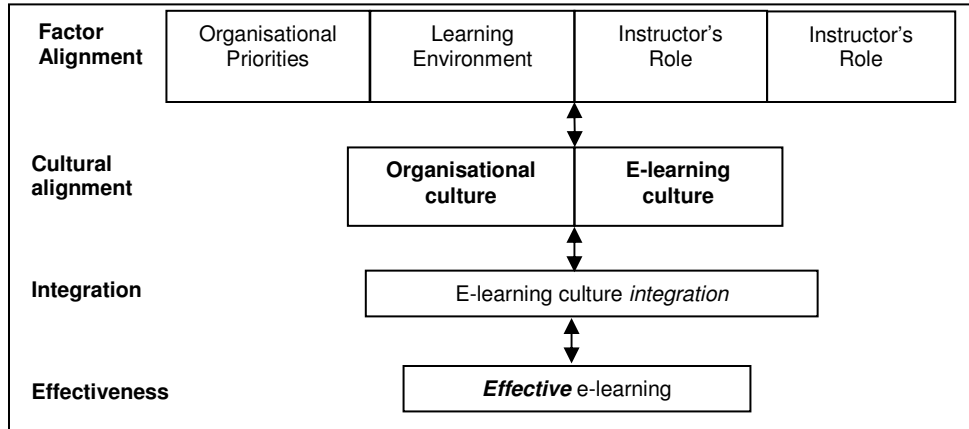 Factor
Alignment
Organisational
Priorities
Learning
Environment
Instructor's
Role
Instructor's
Role
Cultural
alignment
Organisational
culture
E-learning
culture
Integration
E-learning culture integration
Effectiveness
Effective e-learning